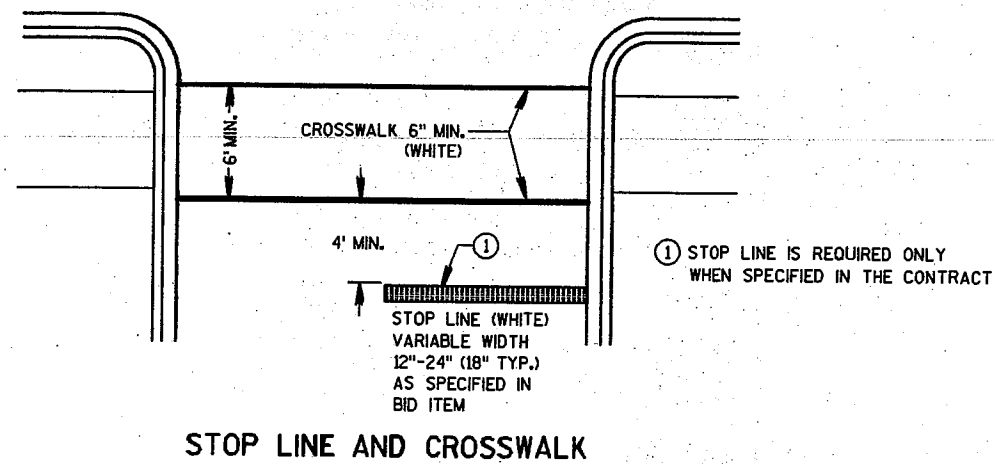 6' MIN.
CROSSWALK 6" MIN.
(WHITE)
4' MIN.
1
1 STOP LINE IS REQUIRED ONLY
WHEN SPECIFIED IN THE CONTRACT
STOP LINE (WHITE)
VARIABLE WIDTH
12"-24" (18" TYP.)
AS SPECIFIED IN
BID ITEM
STOP LINE AND CROSSWALK